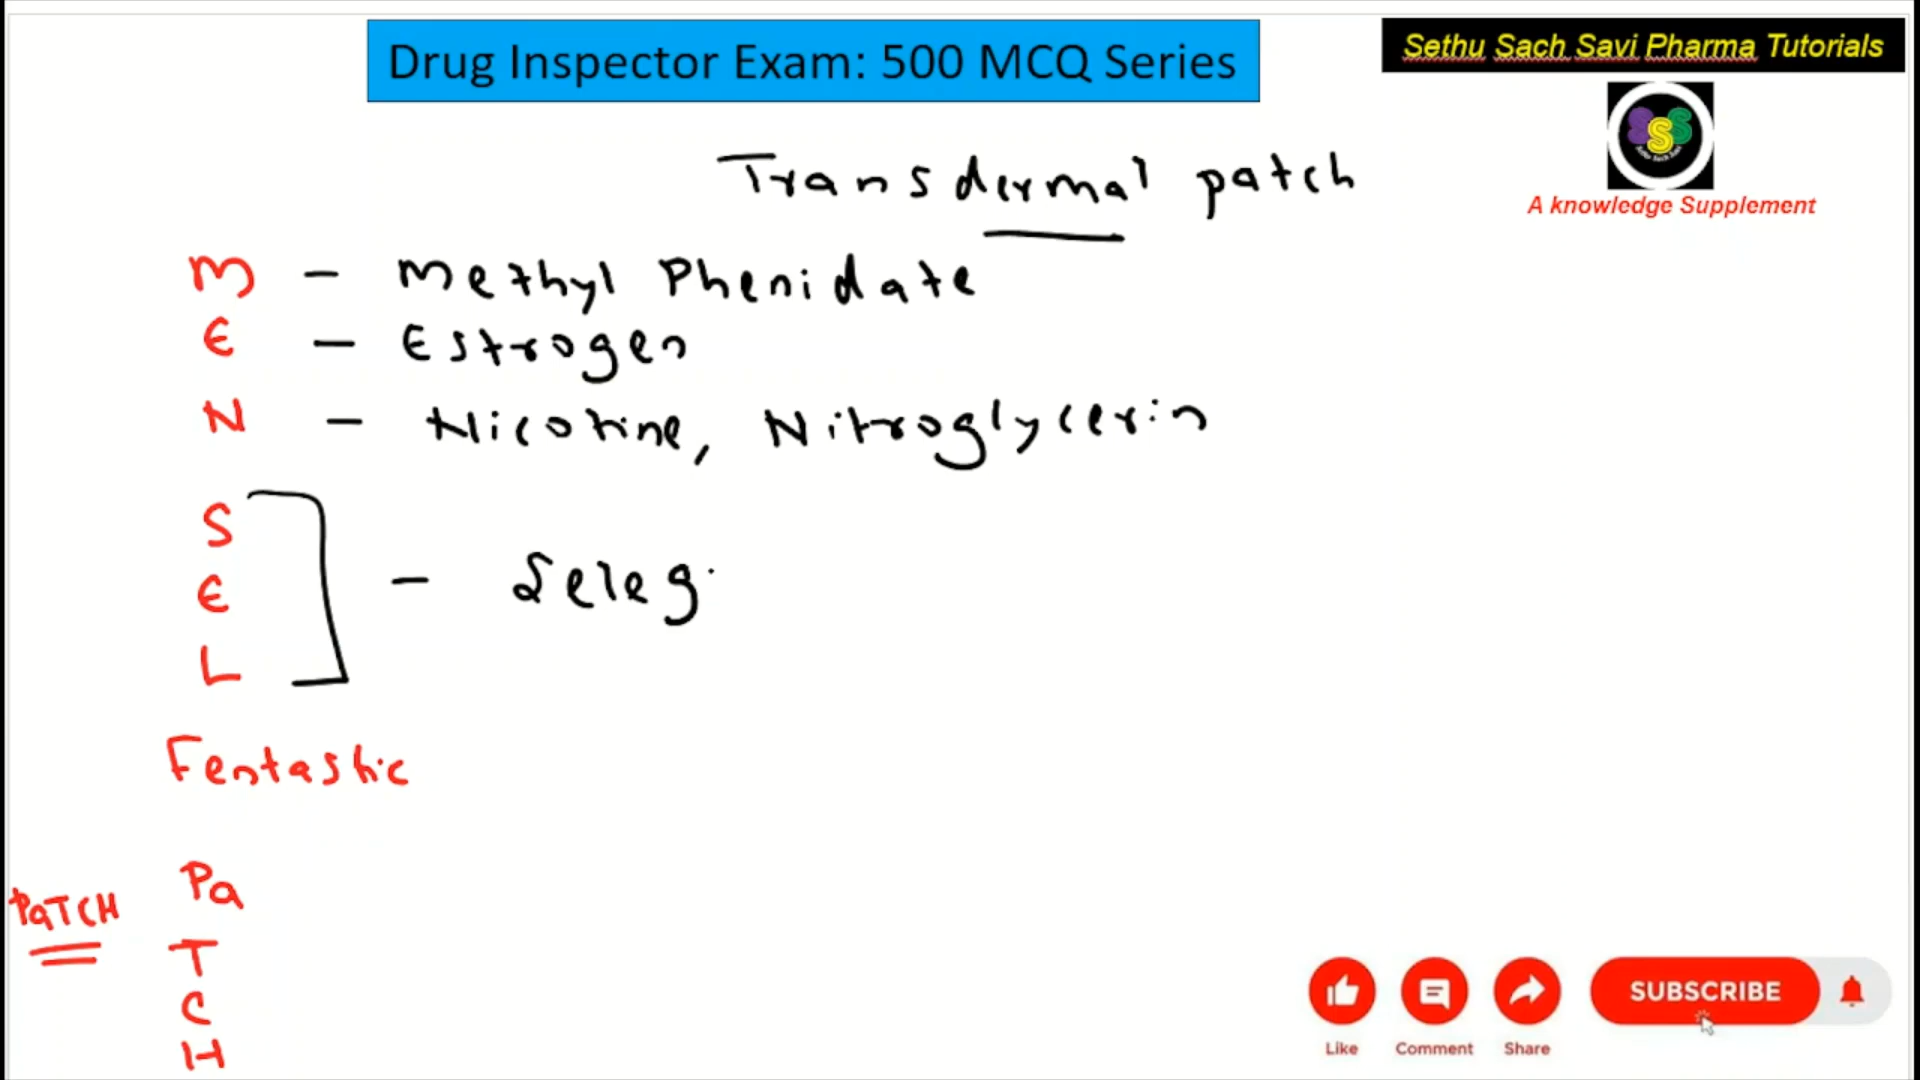 Drug Inspector Exam: 500 MCQ Series
Sethu Sach Savi Pharma Tutorials
SSS
A knowledge Supplement
Transdermal patch
M - Methyl Phenidate
E - Estrogen
N - Nicotine, Nitroglycerin
S
E
L
- Seleg
Fentastic
PaTCH
Pa
T
C
H
SUBSCRIBE
Like Comment Share